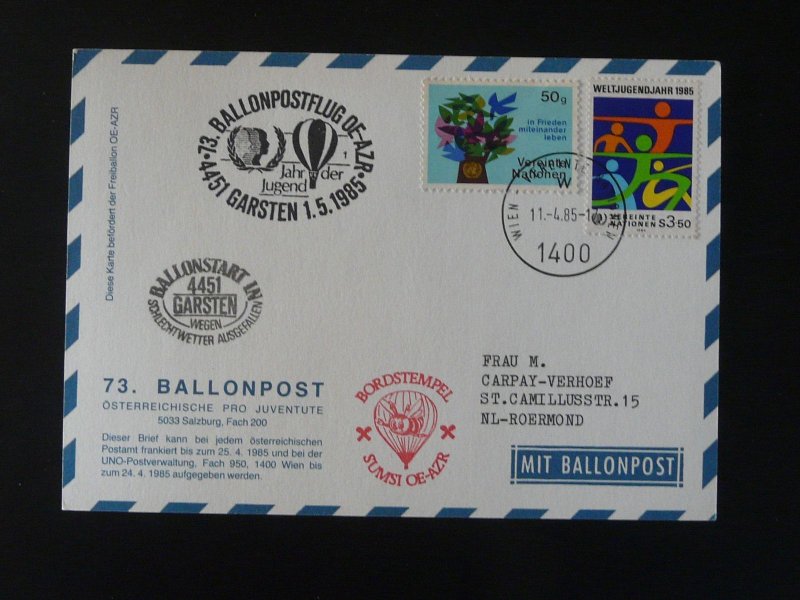 Diese Karte befördert der Freiballon OE-AZR
•73. BALLONPOSTFLUG OE-AZR•
4451 GARSTEN 1.5.1985
Jahr der
Jugend
1
50g
in Frieden
miteinander
leben
Vereinte
Nationen
WELTJUGENDJAHR 1985
VEREINTE
NATIONEN S3·50
WIEN
11.-4.85-1
1400
BALLONSTART IN
4451
GARSTEN
WEGEN
SCHLECHTWETTER AUSGEFALLEN
73. BALLONPOST
ÖSTERREICHISCHE PRO JUVENTUTE
5033 Salzburg, Fach 200
Dieser Brief kann bei jedem österreichischen
Postamt frankiert bis zum 25. 4. 1985 und bei der
UNO-Postverwaltung, Fach 950, 1400 Wien bis
zum 24. 4. 1985 aufgegeben werden.
BORDSTEMPEL
SUMSI OE-AZR
FRAU M.
CARPAY-VERHOEF
ST.CAMILLUSSTR.15
NL-ROERMOND
MIT BALLONPOST